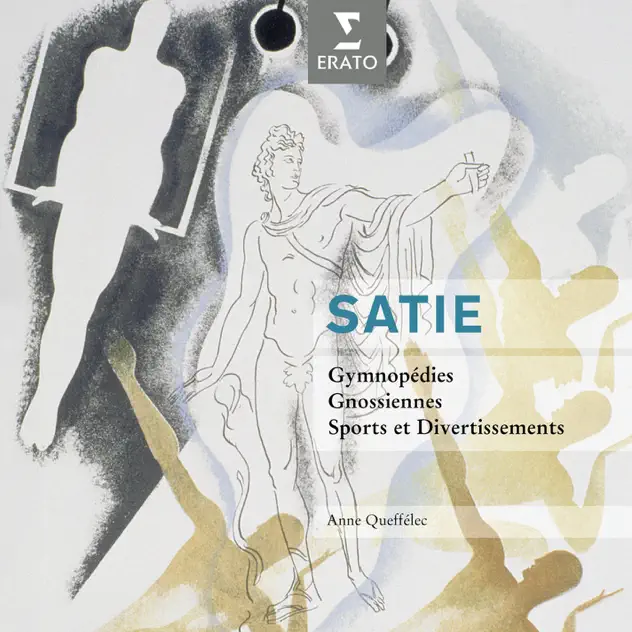 ERATO
SATIE
Gymnopédies
Gnossiennes
Sports et Divertissements
Anne Queffélec